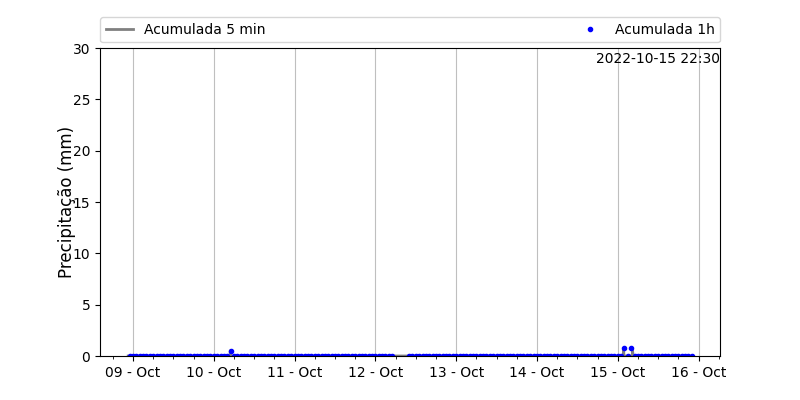 Acumulada 5 min
Acumulada 1h
2022-10-15 22:30
Precipitação (mm)
30
25
20
15
10
5
0
09 - Oct
10 - Oct
11 - Oct
12 - Oct
13 - Oct
14 - Oct
15 - Oct
16 - Oct